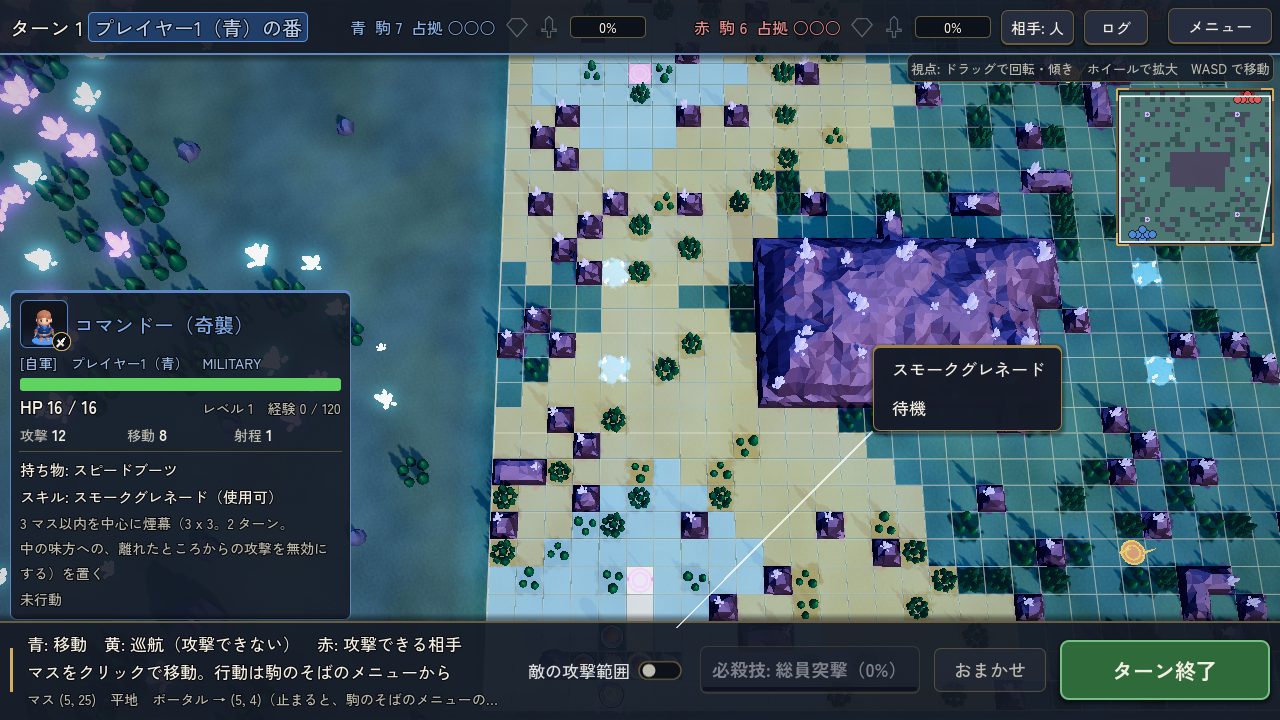 ターン 1 プレイヤー1（青）の番 青 駒 7 占拠 〇〇〇 0% 赤 駒 6 占拠 〇〇〇 0% 相手: 人 ログ メニュー
視点: ドラッグで回転・傾き ホイールで拡大 WASD で移動
コマンドー（奇襲）
[自軍] プレイヤー1（青） MILITARY
HP 16 / 16 レベル 1 経験 0 / 120
攻撃 12 移動 8 射程 1
持ち物: スピードブーツ
スキル: スモークグレネード（使用可）
3 マス以内を中心に煙幕（3 x 3。2 ターン。
中の味方への、離れたところからの攻撃を無効に
する）を置く
未行動
スモークグレネード
待機
青: 移動 黄: 巡航（攻撃できない） 赤: 攻撃できる相手
マスをクリックで移動。行動は駒のそばのメニューから
マス (5, 25) 平地 ポータル → (5, 4)（止まると、駒のそばのメニューの…
敵の攻撃範囲
必殺技: 総員突撃（0%）
おまかせ
ターン終了